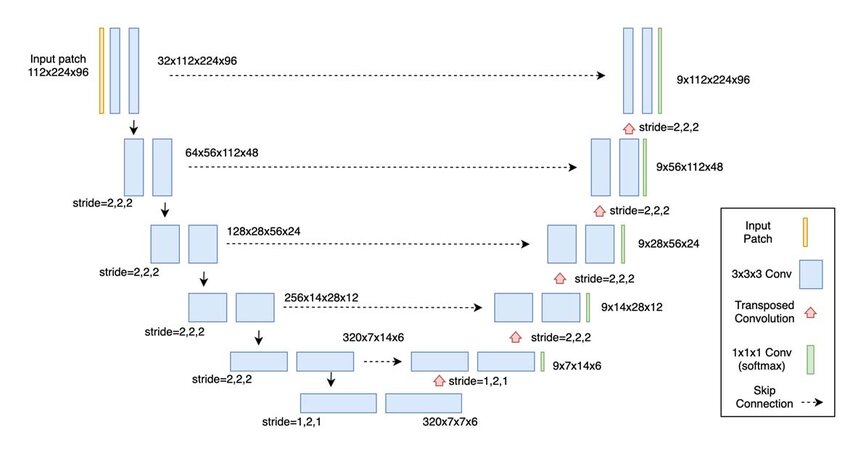 Input patch
112x224x96
32x112x224x96
9x112x224x96
stride=2,2,2
64x56x112x48
9x56x112x48
stride=2,2,2
stride=2,2,2
128x28x56x24
9x28x56x24
stride=2,2,2
stride=2,2,2
256x14x28x12
9x14x28x12
stride=2,2,2
stride=2,2,2
320x7x14x6
9x7x14x6
stride=2,2,2
stride=1,2,1
stride=1,2,1
320x7x7x6
Input
Patch
3x3x3 Conv
Transposed
Convolution
1x1x1 Conv
(softmax)
Skip
Connection